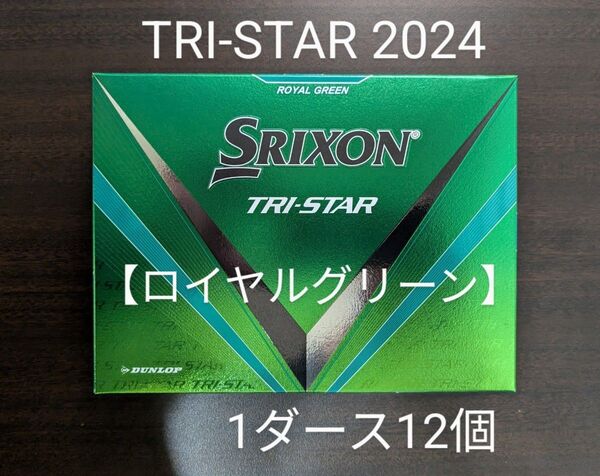 TRI-STAR 2024
ROYAL GREEN
SRIXON®
TRI-STAR
【ロイヤルグリーン】
DUNLOP
1ダース12個